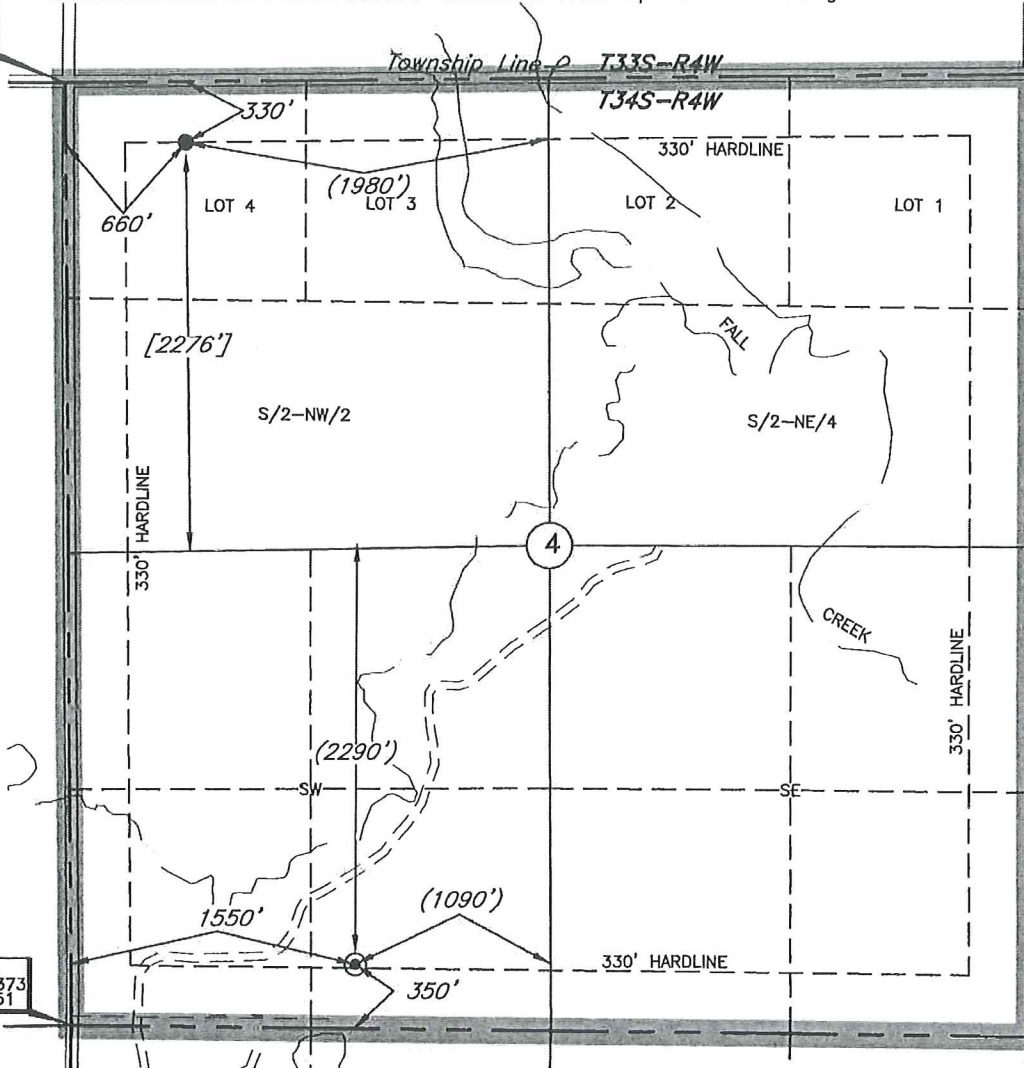 Township Line T33S-R4W
T34S-R4W
330'
330' HARDLINE
(1980')
LOT 4
LOT 3
LOT 2
LOT 1
660'
[2276']
FALL
S/2-NW/2
S/2-NE/4
330' HARDLINE
4
CREEK
330' HARDLINE
(2290')
SW
SE
1550'
(1090')
330' HARDLINE
350'
373
51